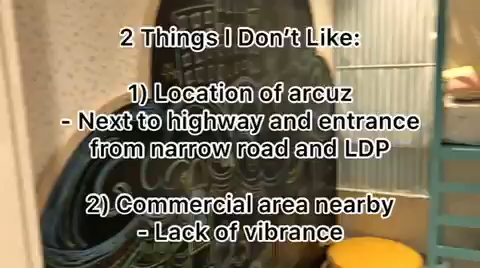 2 Things I Don't Like:
1) Location of arcuz
- Next to highway and entrance
from narrow road and LDP
2) Commercial area nearby
- Lack of vibrance